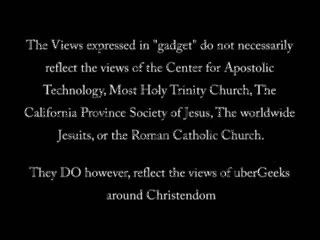 The Views expressed in "gadget" do not necessarily
reflect the views of the Center for Apostolic
Technology, Most Holy Trinity Church, The
California Province Society of Jesus, The worldwide
Jesuits, or the Roman Catholic Church.
They DO however, reflect the views of uberGeeks
around Christendom